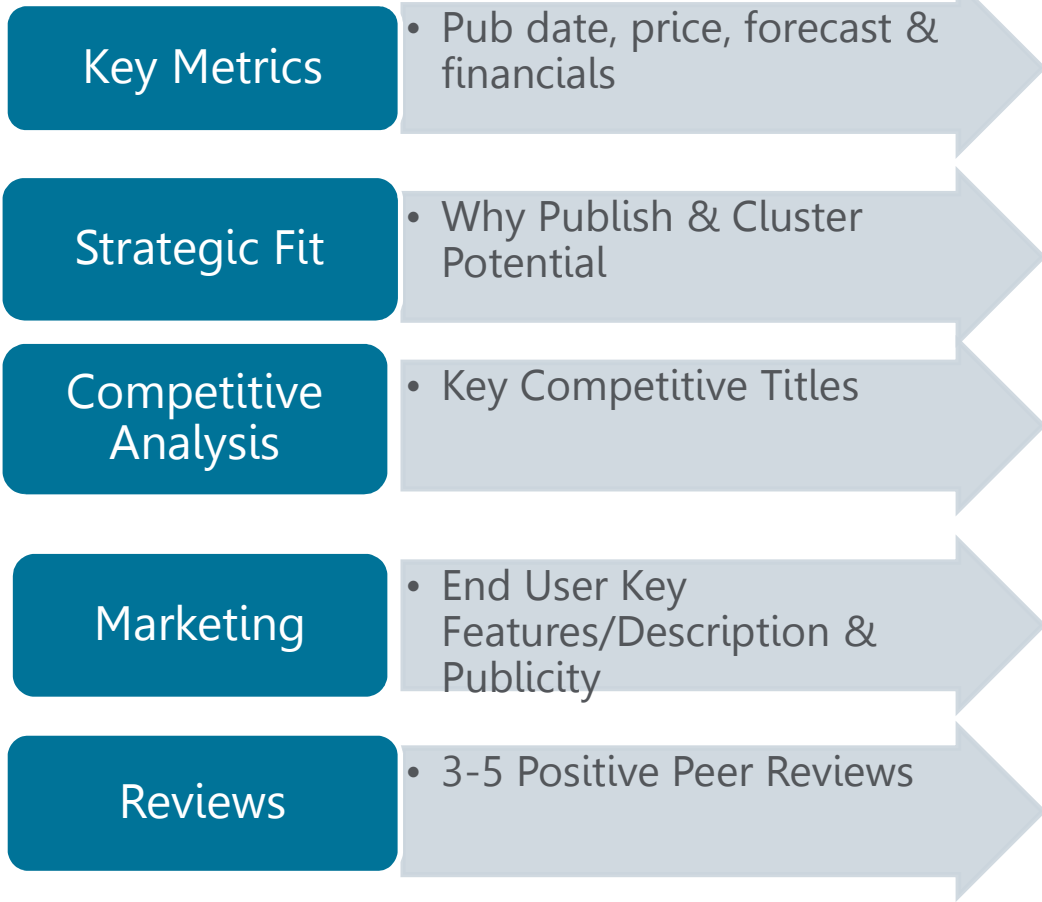 Key Metrics
• Pub date, price, forecast &
financials
Strategic Fit
• Why Publish & Cluster
Potential
Competitive
Analysis
• Key Competitive Titles
Marketing
• End User Key
Features/Description &
Publicity
Reviews
• 3-5 Positive Peer Reviews